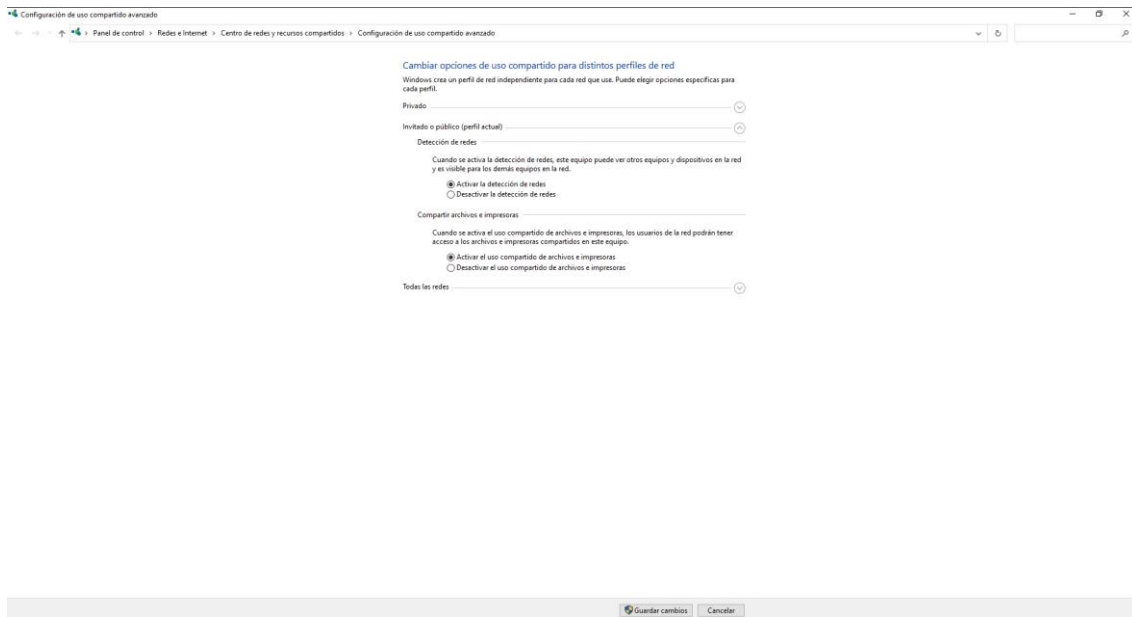 Configuración de uso compartido avanzado
Panel de control > Redes e Internet > Centro de redes y recursos compartidos > Configuración de uso compartido avanzado
Cambiar opciones de uso compartido para distintos perfiles de red
Windows crea un perfil de red independiente para cada red que use. Puede elegir opciones específicas para
cada perfil.
Privado
Invitado o público (perfil actual)
Detección de redes
Cuando se activa la detección de redes, este equipo puede ver otros equipos y dispositivos en la red
y es visible para los demás equipos en la red.
Activar la detección de redes
Desactivar la detección de redes
Compartir archivos e impresoras
Cuando se activa el uso compartido de archivos e impresoras, los usuarios de la red podrán tener
acceso a los archivos e impresoras compartidos en este equipo.
Activar el uso compartido de archivos e impresoras
Desactivar el uso compartido de archivos e impresoras
Todas las redes
Guardar cambios
Cancelar